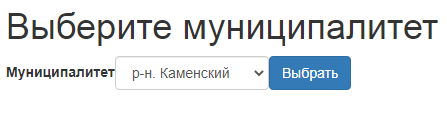 Выберите муниципалитет
Муниципалитет р-н. Каменский Выбрать